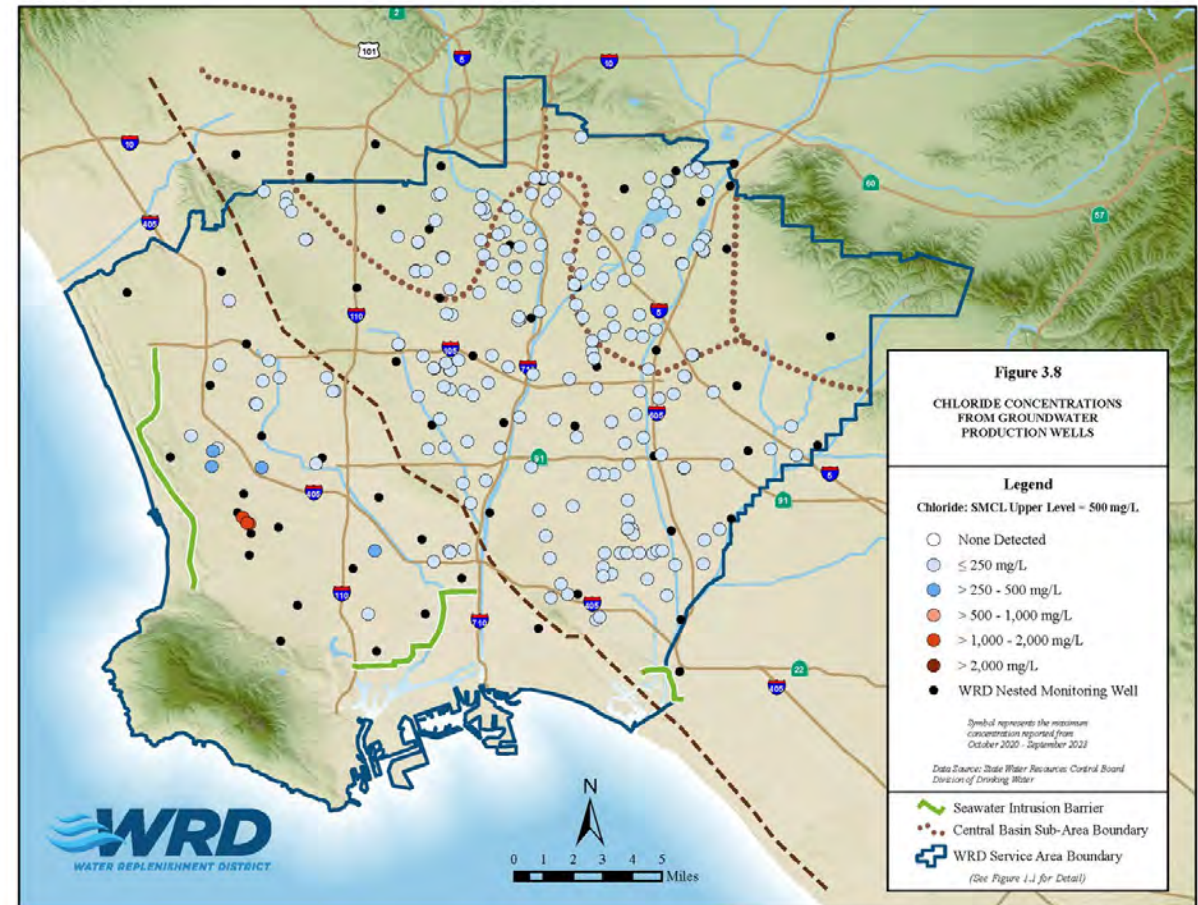 2
101
5
10
10
60
57
405
110
5
105
710
605
91
5
91
405
110
405
710
22
405
Figure 3.8
CHLORIDE CONCENTRATIONS
FROM GROUNDWATER
PRODUCTION WELLS
Legend
Chloride: SMCL Upper Level = 500 mg/L
None Detected
≤ 250 mg/L
> 250 - 500 mg/L
> 500 - 1,000 mg/L
> 1,000 - 2,000 mg/L
> 2,000 mg/L
WRD Nested Monitoring Well
Symbol represents the maximum
concentration reported from
October 2020 - September 2023
Data Source: State Water Resources Control Board
Division of Drinking Water
Seawater Intrusion Barrier
Central Basin Sub-Area Boundary
WRD Service Area Boundary
(See Figure 1.1 for Detail)
WRD
WATER REPLENISHMENT DISTRICT
N
0 1 2 3 4 5
Miles